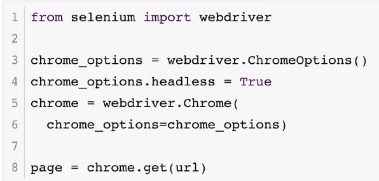 1 from selenium import webdriver
2
3 chrome_options = webdriver.ChromeOptions()
4 chrome_options.headless = True
5 chrome = webdriver.Chrome(
6   chrome_options=chrome_options)
7
8 page = chrome.get(url)